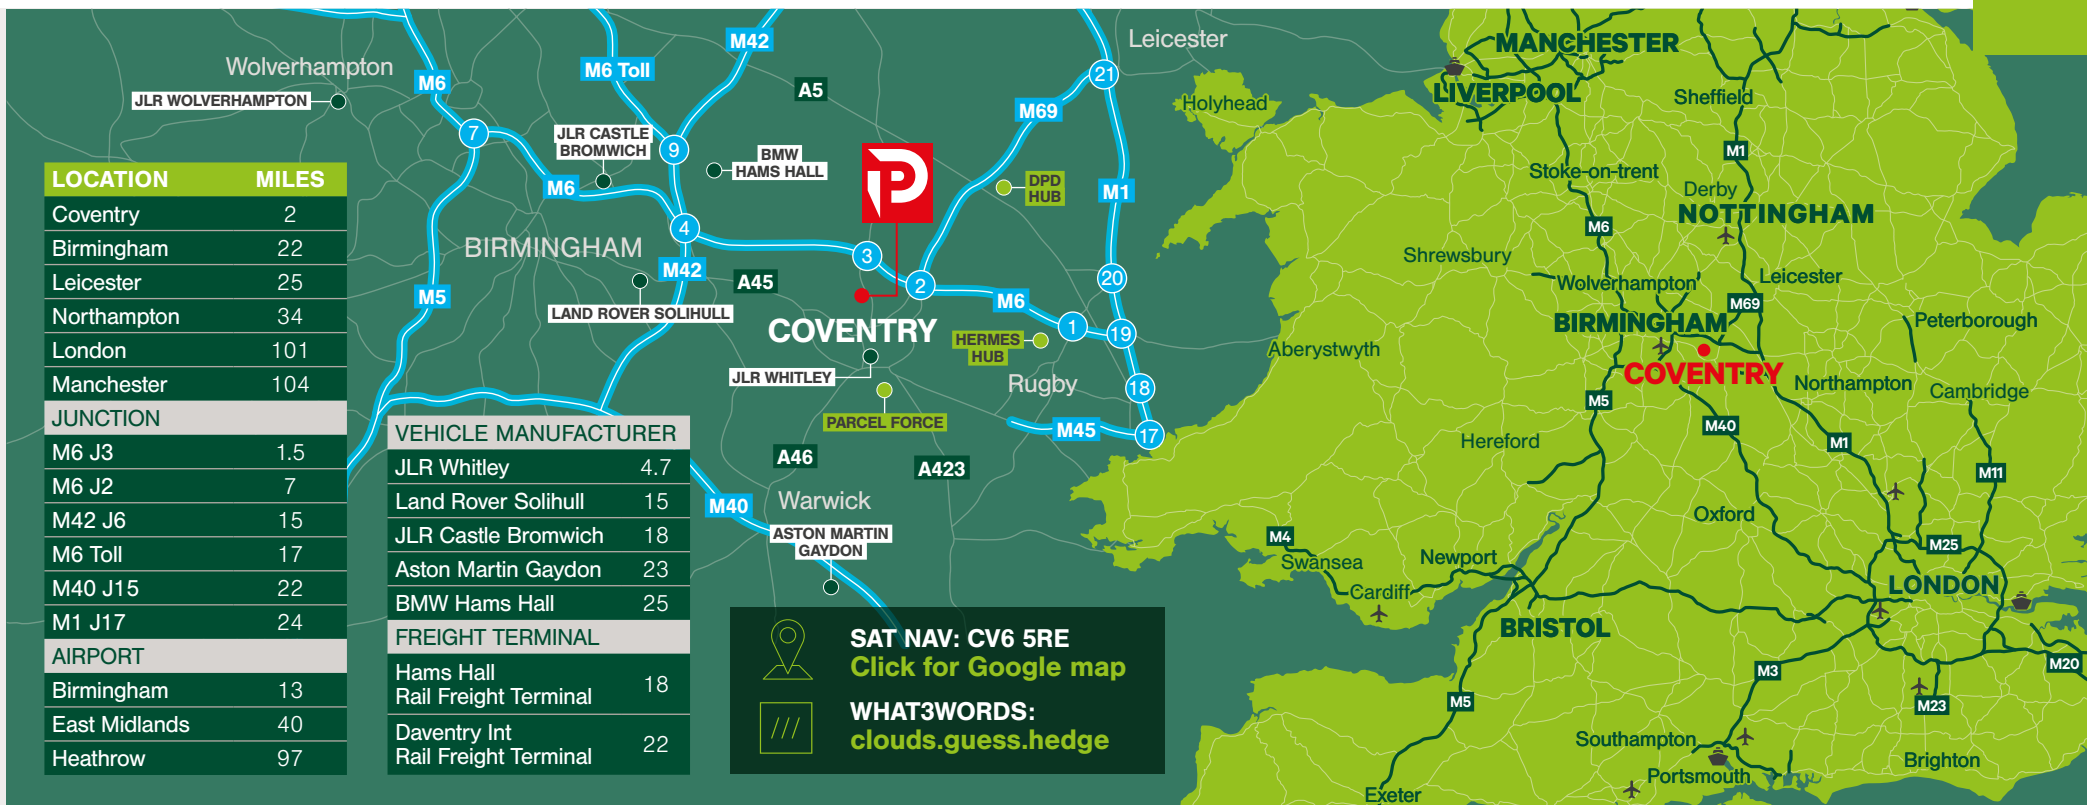 Wolverhampton
JLR WOLVERHAMPTON
M6
M6 Toll
M42
A5
Leicester
21
M69
7
JLR CASTLE
BROMWICH
9
BMW
HAMS HALL
P
DPD
HUB
M1
M6
M5
BIRMINGHAM
4
M42
A45
LAND ROVER SOLIHULL
3
2
M6
20
1
19
COVENTRY
HERMES
HUB
JLR WHITLEY
Rugby
18
PARCEL FORCE
M45
17
A46
A423
M40
Warwick
ASTON MARTIN
GAYDON
LOCATION MILES
Coventry 2
Birmingham 22
Leicester 25
Northampton 34
London 101
Manchester 104
JUNCTION
M6 J3 1.5
M6 J2 7
M42 J6 15
M6 Toll 17
M40 J15 22
M1 J17 24
AIRPORT
Birmingham 13
East Midlands 40
Heathrow 97
VEHICLE MANUFACTURER
JLR Whitley 4.7
Land Rover Solihull 15
JLR Castle Bromwich 18
Aston Martin Gaydon 23
BMW Hams Hall 25
FREIGHT TERMINAL
Hams Hall
Rail Freight Terminal 18
Daventry Int
Rail Freight Terminal 22
SAT NAV: CV6 5RE
Click for Google map
WHAT3WORDS:
clouds.guess.hedge
MANCHESTER
LIVERPOOL
Holyhead
Sheffield
M1
Stoke-on-trent
Derby
NOTTINGHAM
M6
Shrewsbury
Wolverhampton
Leicester
M69
BIRMINGHAM
Peterborough
Aberystwyth
COVENTRY
Northampton
Cambridge
M5
M40
M1
Hereford
M11
Oxford
M4
Swansea
Newport
M25
Cardiff
LONDON
BRISTOL
M3
M20
M5
M23
Southampton
Portsmouth
Brighton
Exeter